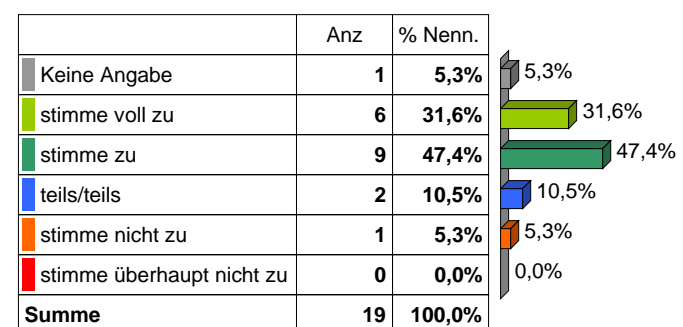 Anz % Nenn.
Keine Angabe 1 5,3% 5,3%
stimme voll zu 6 31,6% 31,6%
stimme zu 9 47,4% 47,4%
teils/teils 2 10,5% 10,5%
stimme nicht zu 1 5,3% 5,3%
stimme überhaupt nicht zu 0 0,0% 0,0%
Summe 19 100,0%